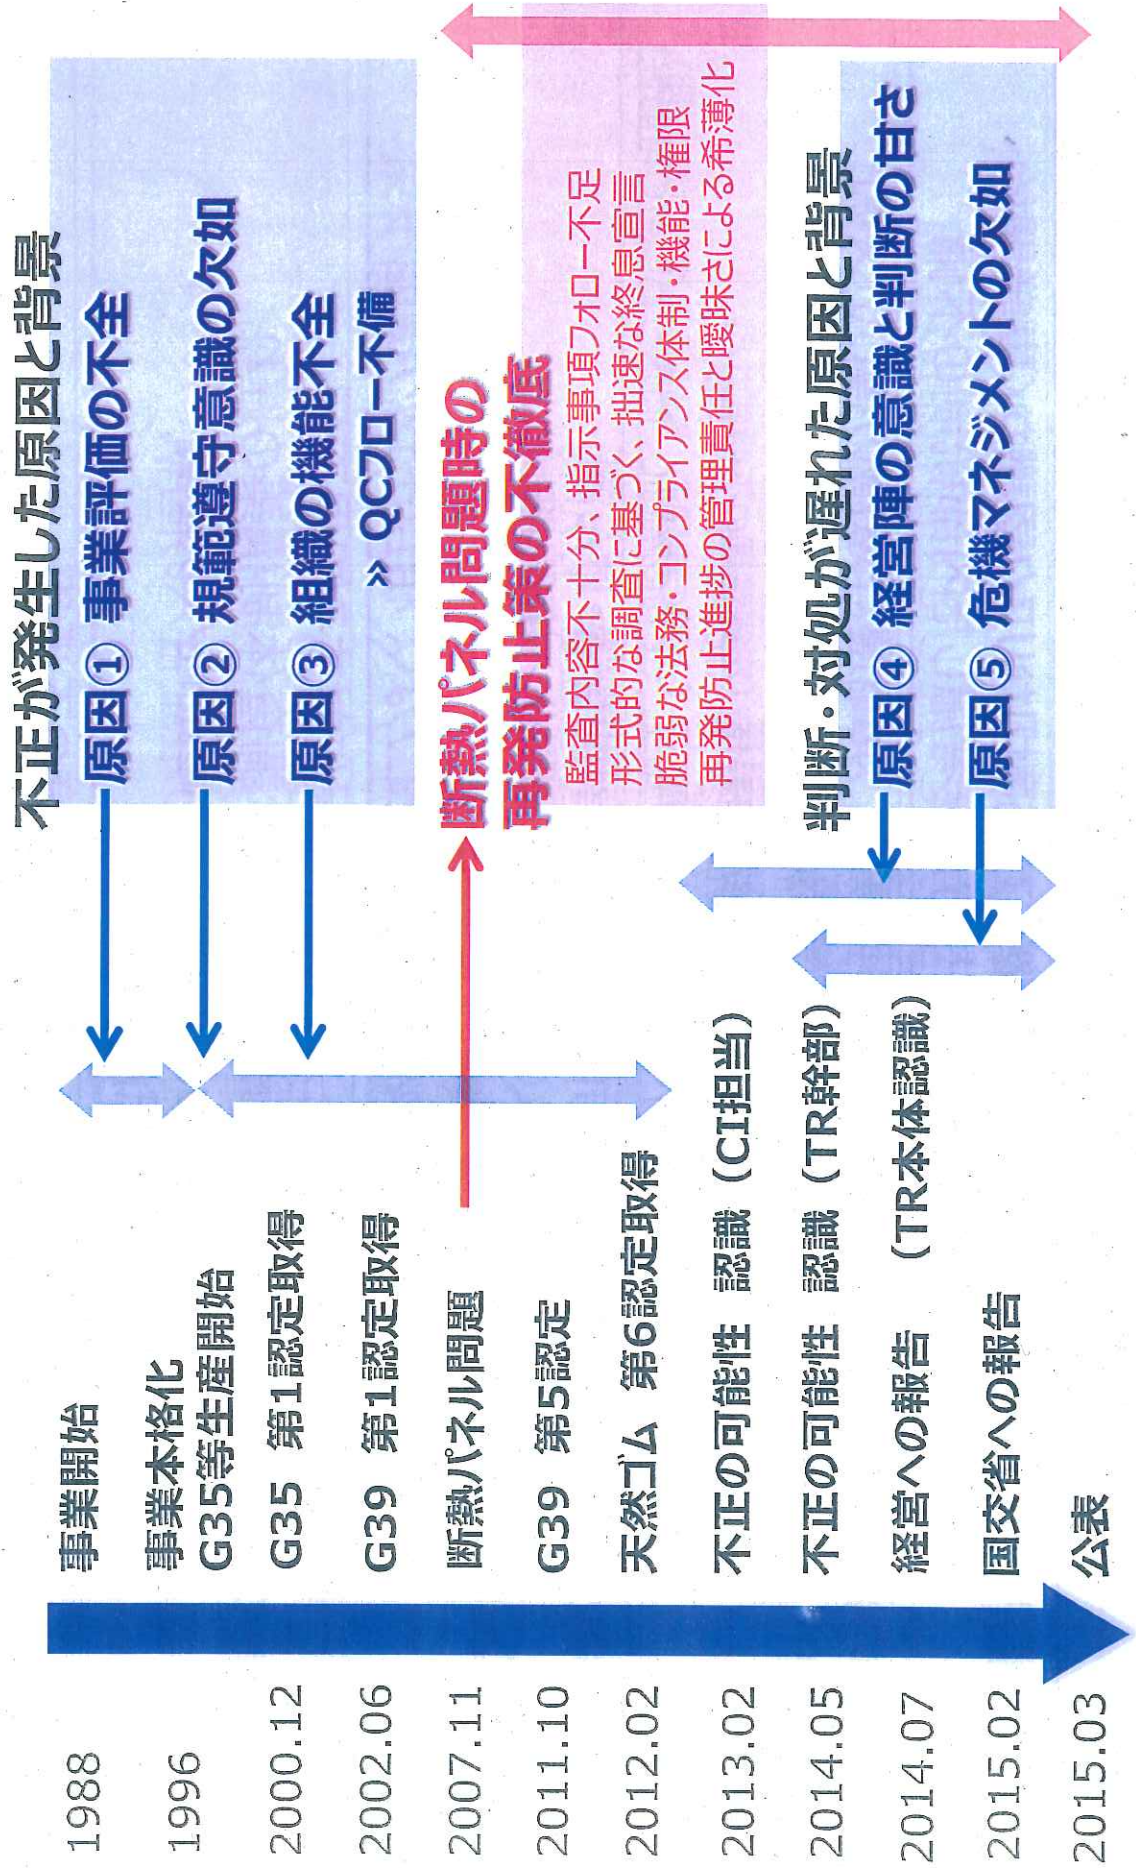 1988
事業開始
1996
事業本格化
G35等生産開始
2000.12
G35 第1認定取得
2002.06
G39 第1認定取得
2007.11
断熱パネル問題
2011.10
G39 第5認定
2012.02
天然ゴム 第6認定取得
2013.02
不正の可能性 認識（CI担当）
2014.05
不正の可能性 認識（TR幹部）
2014.07
経営への報告 （TR本体認識）
2015.02
国交省への報告
2015.03
公表
不正が発生した原因と背景
原因① 事業評価の不全
原因② 規範遵守意識の欠如
原因③ 組織の機能不全
» QCフロー不備
断熱パネル問題時の
再発防止策の不徹底
監査内容不十分、指示事項フォロー不足
形式的な調査に基づく、拙速な終息宣言
脆弱な法務・コンプライアンス体制・機能・権限
再発防止進捗の管理責任と曖昧さによる希薄化
判断・対処が遅れた原因と背景
原因④ 経営陣の意識と判断の甘さ
原因⑤ 危機マネジメントの欠如